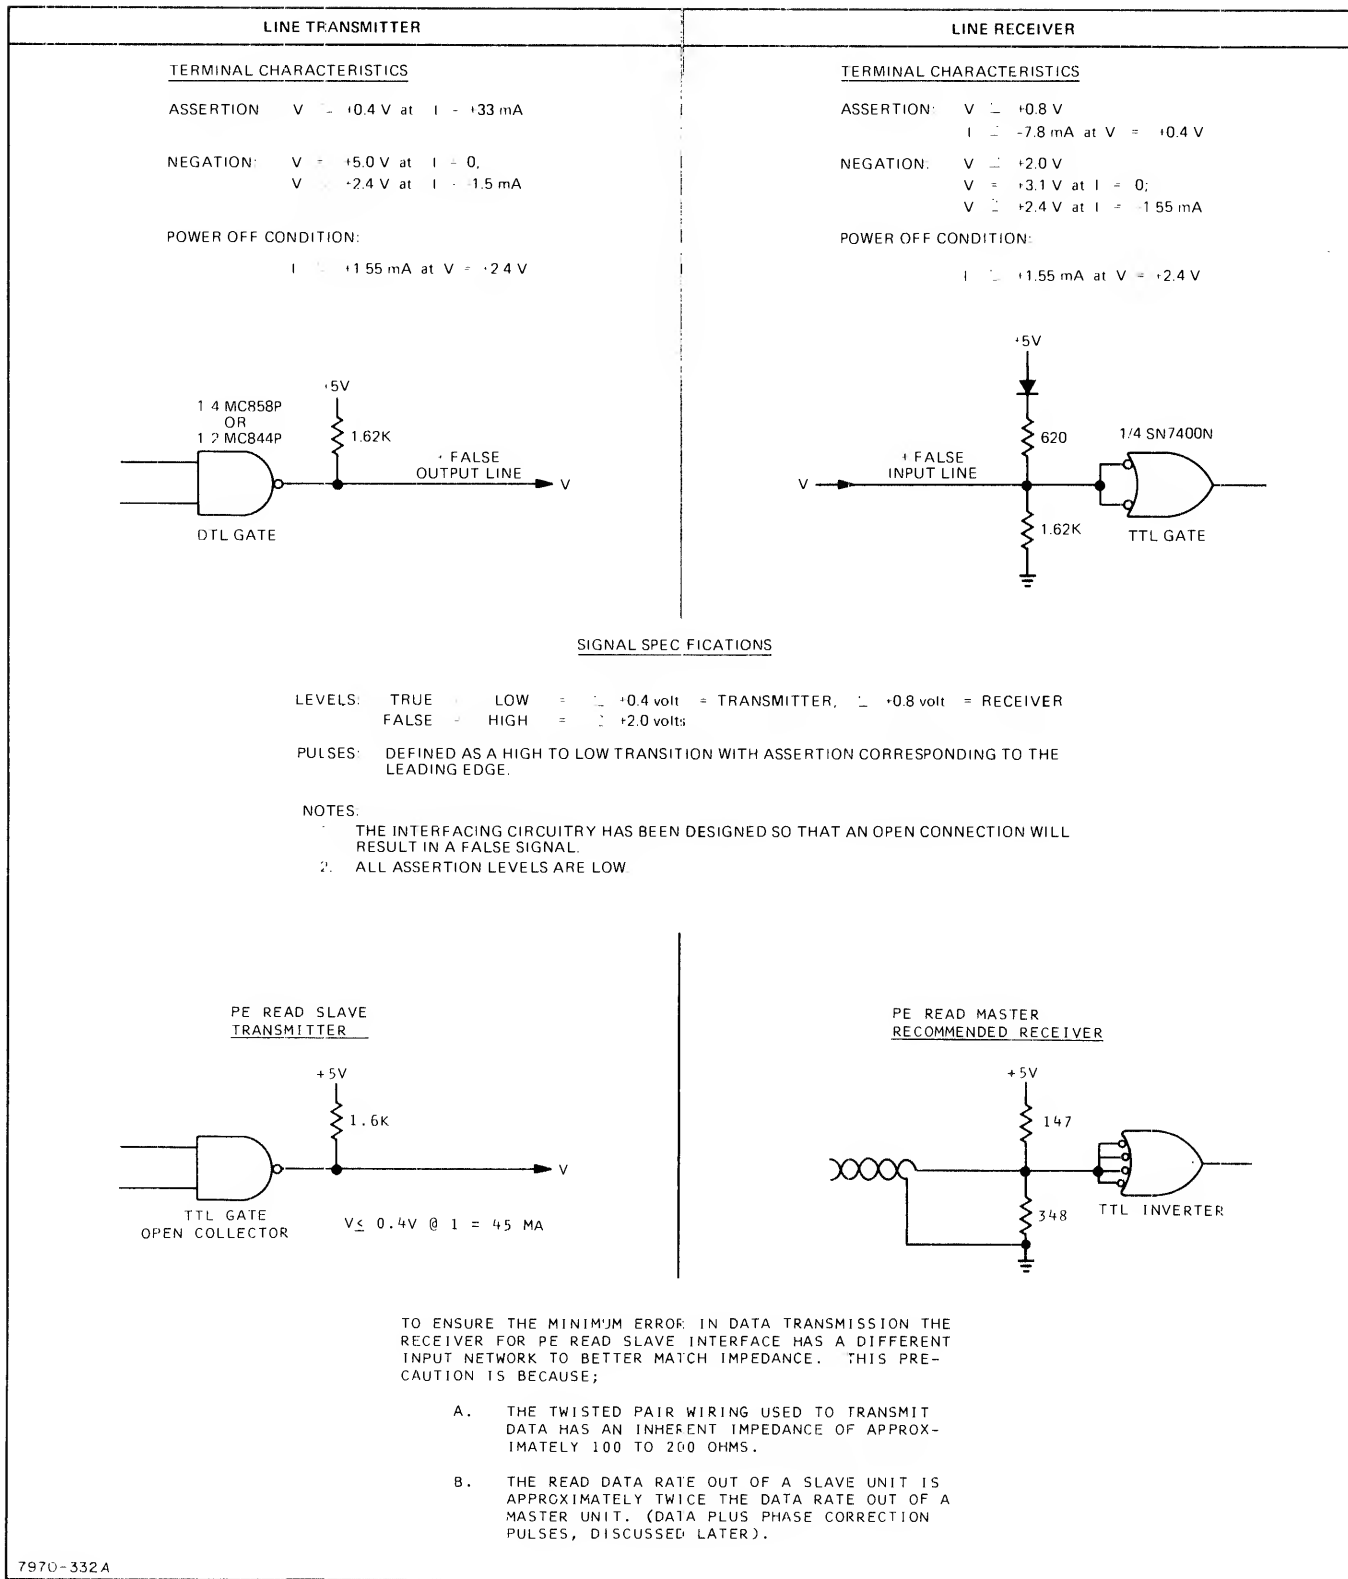 LINE TRANSMITTER
TERMINAL CHARACTERISTICS
ASSERTION V +0.4 V at I +33 mA
NEGATION: V = +5.0 V at I = 0,
V +2.4 V at I 1.5 mA
POWER OFF CONDITION:
I +1.55 mA at V = +2.4 V
1 4 MC858P
OR
1 2 MC844P
+5V
1.62K
+ FALSE
OUTPUT LINE
V
DTL GATE
LINE RECEIVER
TERMINAL CHARACTERISTICS
ASSERTION: V +0.8 V
I -7.8 mA at V = +0.4 V
NEGATION: V +2.0 V
V = +3.1 V at I = 0;
V +2.4 V at I = 1.55 mA
POWER OFF CONDITION:
I +1.55 mA at V = +2.4 V
+5V
620
1/4 SN7400N
+ FALSE
INPUT LINE
V
1.62K
TTL GATE
SIGNAL SPEC FICATIONS
LEVELS: TRUE LOW = +0.4 volt = TRANSMITTER, +0.8 volt = RECEIVER
FALSE HIGH = +2.0 volts
PULSES: DEFINED AS A HIGH TO LOW TRANSITION WITH ASSERTION CORRESPONDING TO THE
LEADING EDGE.
NOTES:
THE INTERFACING CIRCUITRY HAS BEEN DESIGNED SO THAT AN OPEN CONNECTION WILL
RESULT IN A FALSE SIGNAL.
2. ALL ASSERTION LEVELS ARE LOW
PE READ SLAVE
TRANSMITTER
+5V
1.6K
V
TTL GATE
OPEN COLLECTOR
V≤ 0.4V @ 1 = 45 MA
PE READ MASTER
RECOMMENDED RECEIVER
+5V
147
348
TTL INVERTER
TO ENSURE THE MINIMUM ERROR IN DATA TRANSMISSION THE
RECEIVER FOR PE READ SLAVE INTERFACE HAS A DIFFERENT
INPUT NETWORK TO BETTER MATCH IMPEDANCE. THIS PRE-
CAUTION IS BECAUSE;
A. THE TWISTED PAIR WIRING USED TO TRANSMIT
DATA HAS AN INHERENT IMPEDANCE OF APPROX-
IMATELY 100 TO 200 OHMS.
B. THE READ DATA RATE OUT OF A SLAVE UNIT IS
APPROXIMATELY TWICE THE DATA RATE OUT OF A
MASTER UNIT. (DATA PLUS PHASE CORRECTION
PULSES, DISCUSSED LATER).
7970-332A